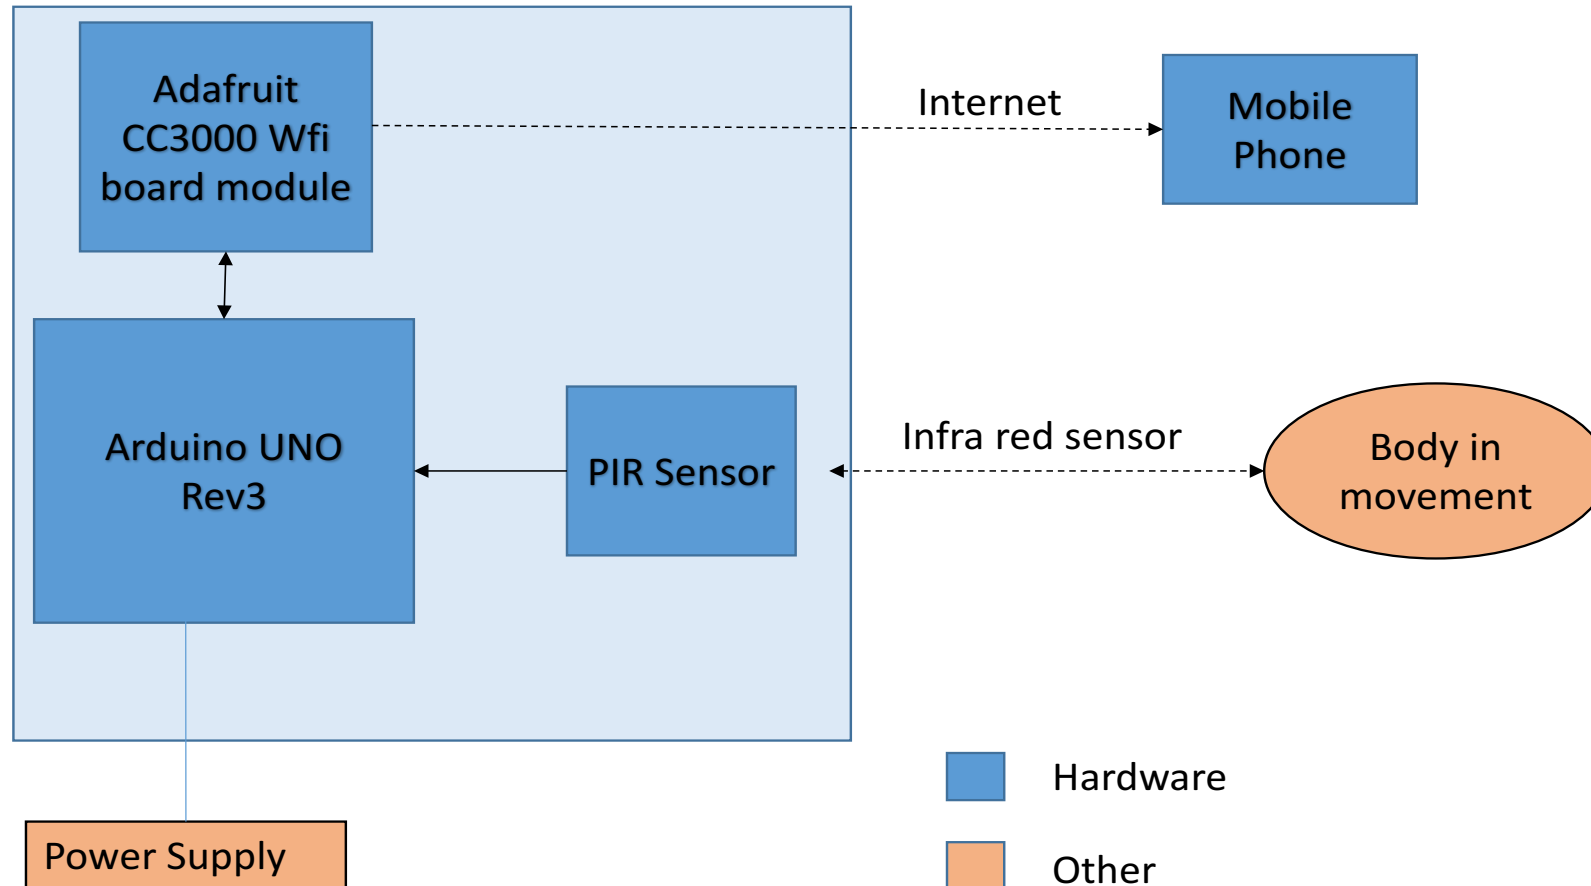 Adafruit
CC3000 Wfi
board module
Internet
Mobile
Phone
Arduino UNO
Rev3
PIR Sensor
Infra red sensor
Body in
movement
Power Supply
Hardware
Other